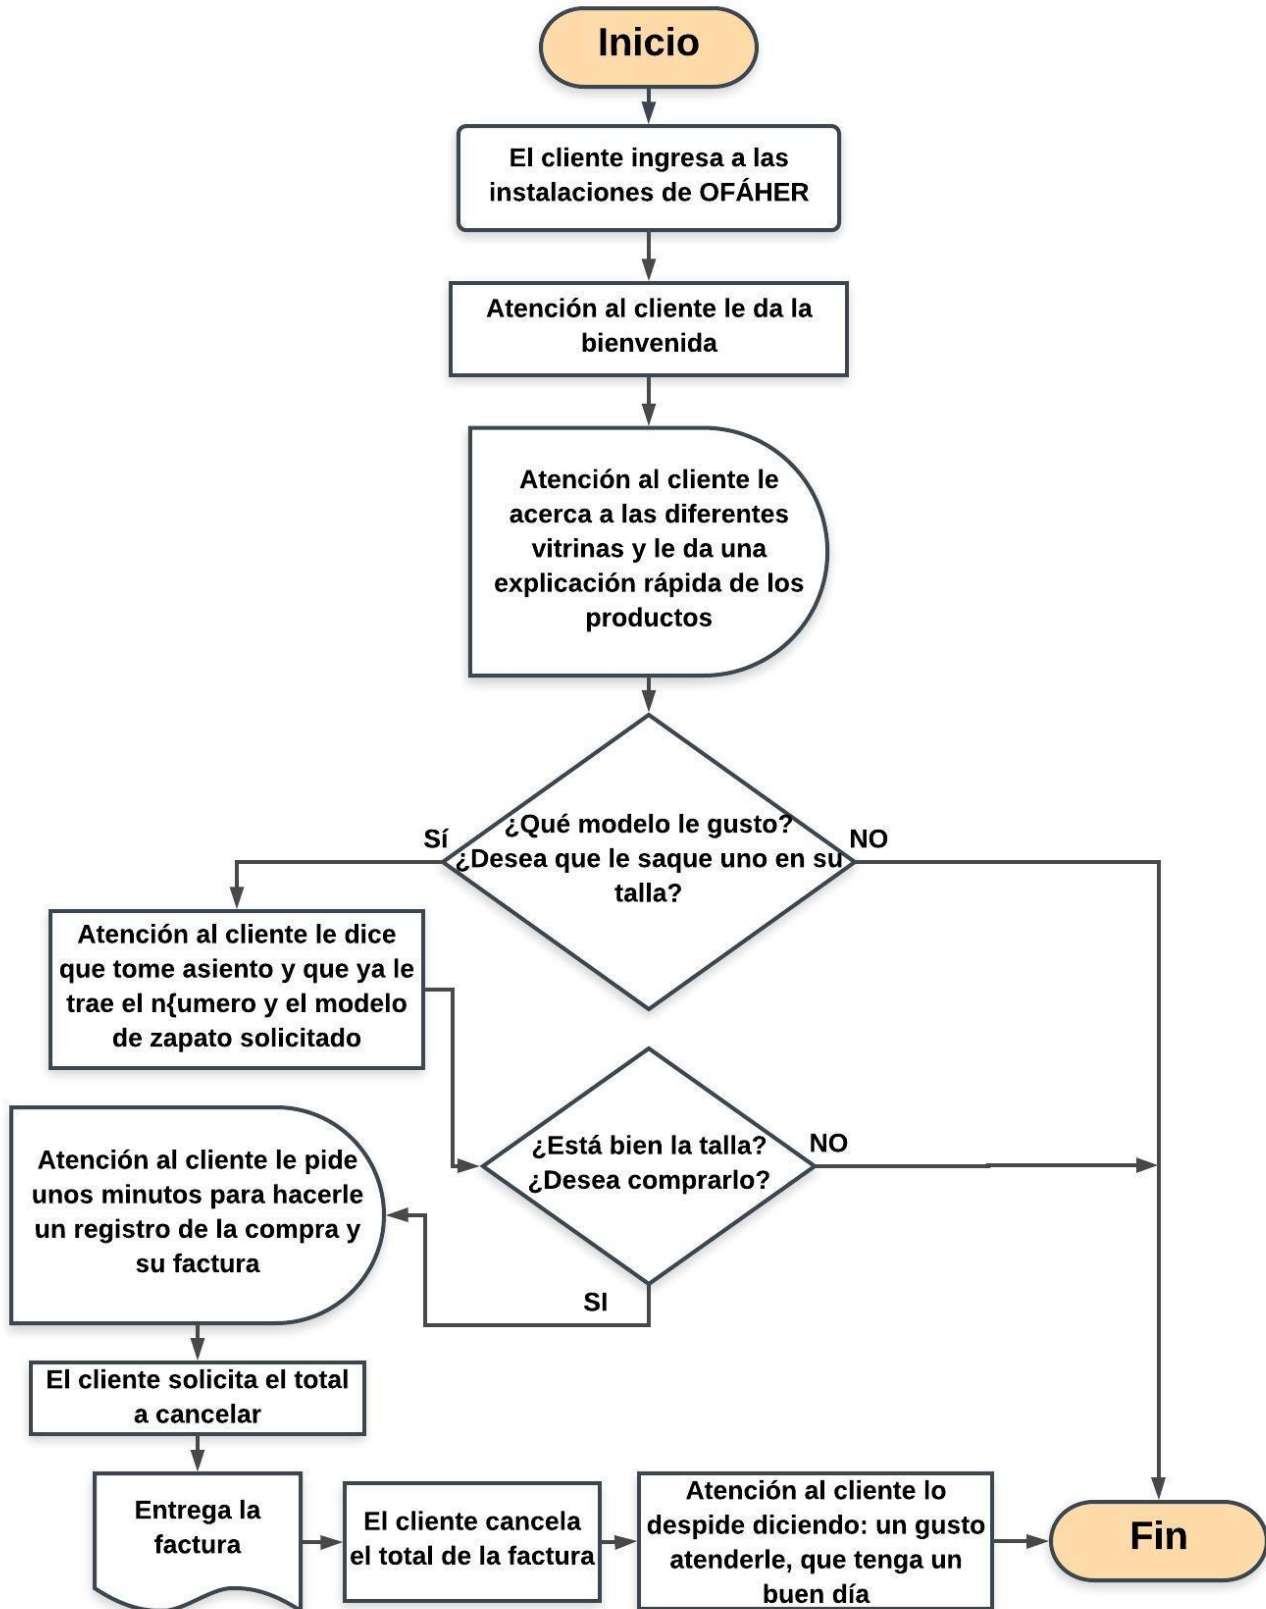 Inicio
El cliente ingresa a las
instalaciones de OFÁHER
Atención al cliente le da la
bienvenida
Atención al cliente le
acerca a las diferentes
vitrinas y le da una
explicación rápida de los
productos
¿Qué modelo le gusto?
¿Desea que le saque uno en su
talla?
Sí
NO
Atención al cliente le dice
que tome asiento y que ya le
trae el n{umero y el modelo
de zapato solicitado
¿Está bien la talla?
¿Desea comprarlo?
NO
SI
Atención al cliente le pide
unos minutos para hacerle
un registro de la compra y
su factura
El cliente solicita el total
a cancelar
Entrega la
factura
El cliente cancela
el total de la factura
Atención al cliente lo
despide diciendo: un gusto
atenderle, que tenga un
buen día
Fin